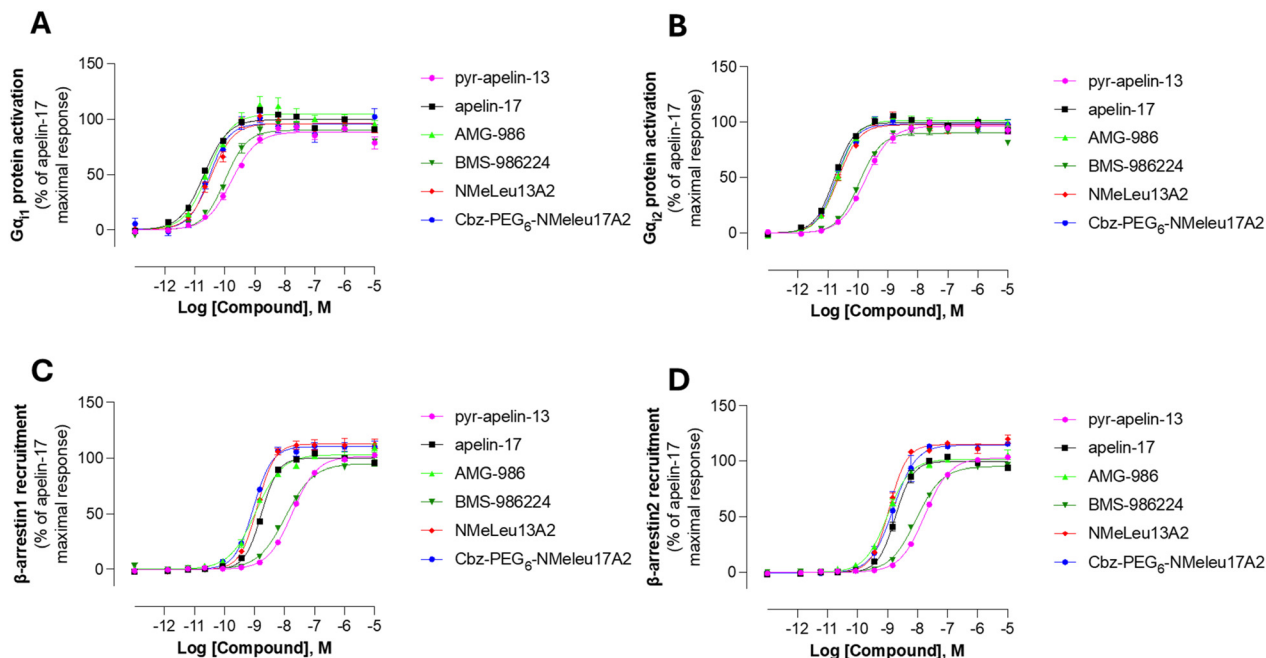 A
Gα_i1 protein activation
(% of apelin-17
maximal response)
150
100
50
0
-12 -11 -10 -9 -8 -7 -6 -5
Log [Compound], M
pyr-apelin-13
apelin-17
AMG-986
BMS-986224
NMeLeu13A2
Cbz-PEG6-NMeleu17A2
B
Gα_i2 protein activation
(% of apelin-17
maximal response)
150
100
50
0
-12 -11 -10 -9 -8 -7 -6 -5
Log [Compound], M
pyr-apelin-13
apelin-17
AMG-986
BMS-986224
NMeLeu13A2
Cbz-PEG6-NMeleu17A2
C
β-arrestin1 recruitment
(% of apelin-17
maximal response)
150
100
50
0
-12 -11 -10 -9 -8 -7 -6 -5
Log [Compound], M
pyr-apelin-13
apelin-17
AMG-986
BMS-986224
NMeLeu13A2
Cbz-PEG6-NMeleu17A2
D
β-arrestin2 recruitment
(% of apelin-17
maximal response)
150
100
50
0
-12 -11 -10 -9 -8 -7 -6 -5
Log [Compound], M
pyr-apelin-13
apelin-17
AMG-986
BMS-986224
NMeLeu13A2
Cbz-PEG6-NMeleu17A2